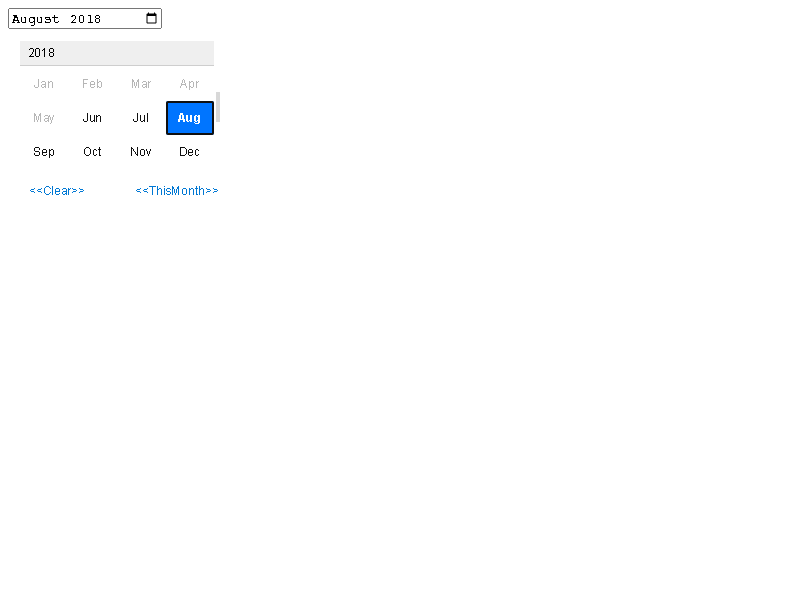 August 2018
2018
Jan Feb Mar Apr
May Jun Jul Aug
Sep Oct Nov Dec
<<Clear>> <<ThisMonth>>